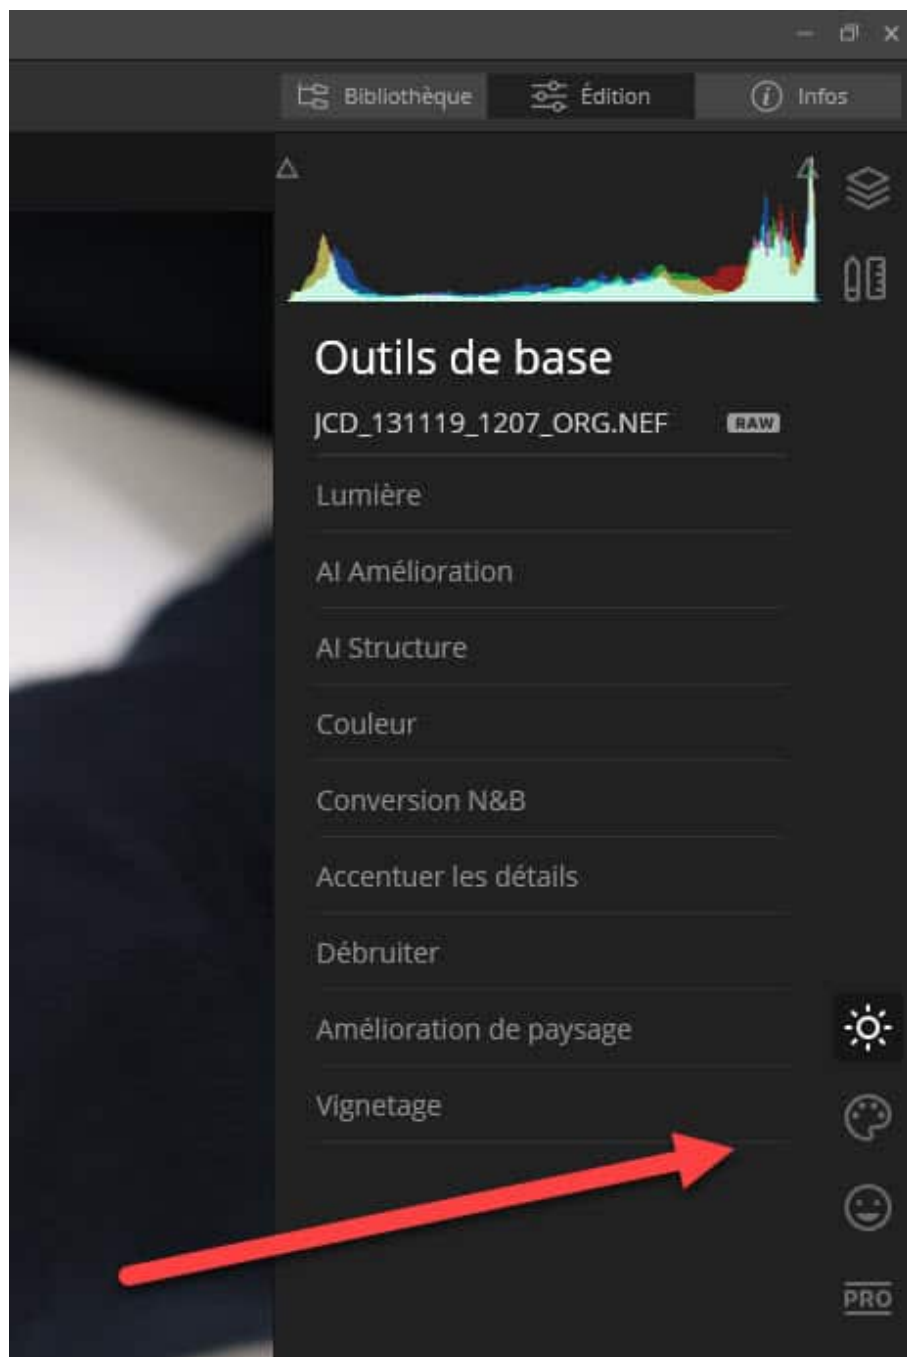 Bibliothèque Édition Infos
Outils de base
JCD_131119_1207_ORG.NEF RAW
Lumière
AI Amélioration
AI Structure
Couleur
Conversion N&B
Accentuer les détails
Débruiter
Amélioration de paysage
Vignetage
PRO